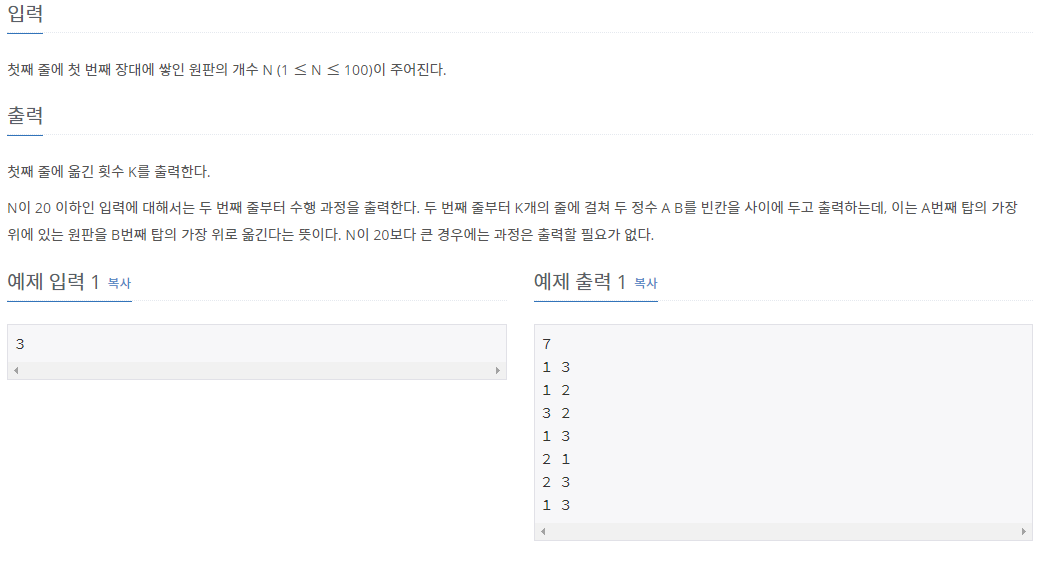 입력
첫째 줄에 첫 번째 장대에 쌓인 원판의 개수 N (1 ≤ N ≤ 100)이 주어진다.
출력
첫째 줄에 옮긴 횟수 K를 출력한다.
N이 20 이하인 입력에 대해서는 두 번째 줄부터 수행 과정을 출력한다. 두 번째 줄부터 K개의 줄에 걸쳐 두 정수 A B를 빈칸을 사이에 두고 출력하는데, 이는 A번째 탑의 가장
위에 있는 원판을 B번째 탑의 가장 위로 옮긴다는 뜻이다. N이 20보다 큰 경우에는 과정은 출력할 필요가 없다.
예제 입력 1 복사
3
예제 출력 1 복사
7
1 3
1 2
3 2
1 3
2 1
2 3
1 3